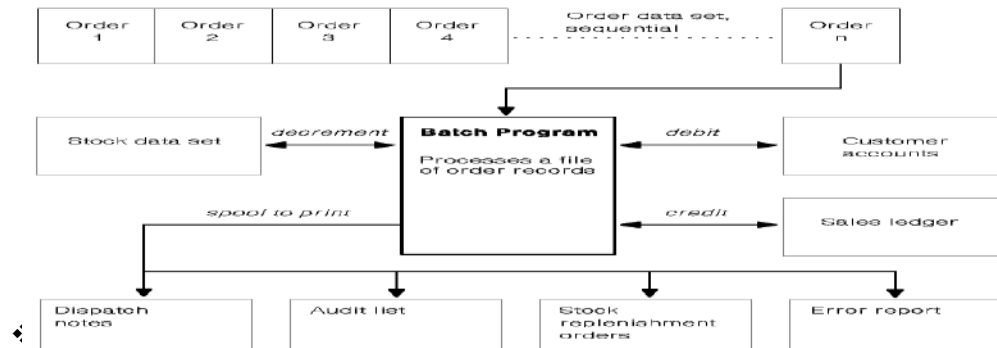 Order
1
Order
2
Order
3
Order
4
Order data set,
sequential
Order
n
Stock data set
decrement
Batch Program
Processes a file
of order records
debit
Customer
accounts
spool to print
credit
Sales ledger
Dispatch
notes
Audit list
Stock
replenishment
orders
Error report